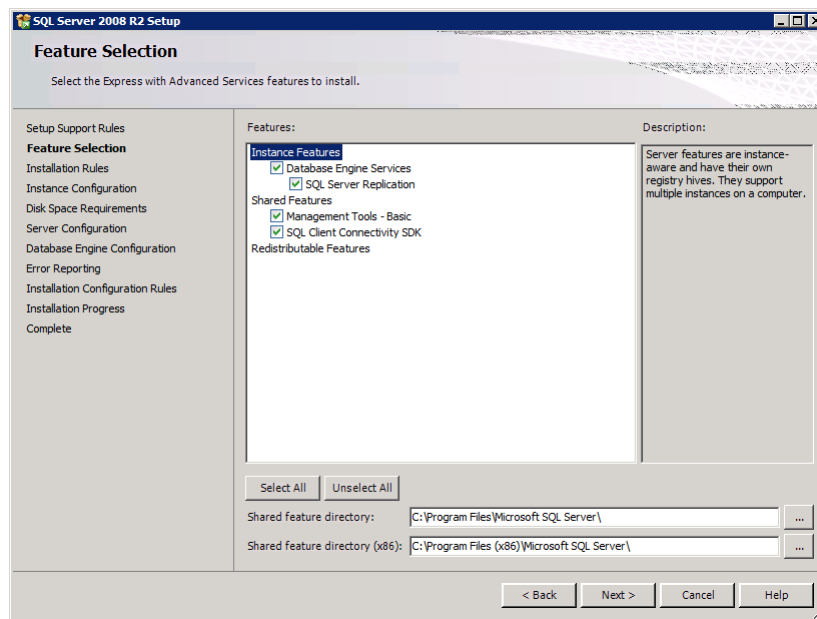 SQL Server 2008 R2 Setup
Feature Selection
Select the Express with Advanced Services features to install.
Setup Support Rules
Feature Selection
Installation Rules
Instance Configuration
Disk Space Requirements
Server Configuration
Database Engine Configuration
Error Reporting
Installation Configuration Rules
Installation Progress
Complete
Features:
Instance Features
Database Engine Services
SQL Server Replication
Shared Features
Management Tools - Basic
SQL Client Connectivity SDK
Redistributable Features
Description:
Server features are instance-
aware and have their own
registry hives. They support
multiple instances on a computer.
Select All
Unselect All
Shared feature directory:
C:\Program Files\Microsoft SQL Server\
...
Shared feature directory (x86):
C:\Program Files (x86)\Microsoft SQL Server\
...
< Back
Next >
Cancel
Help